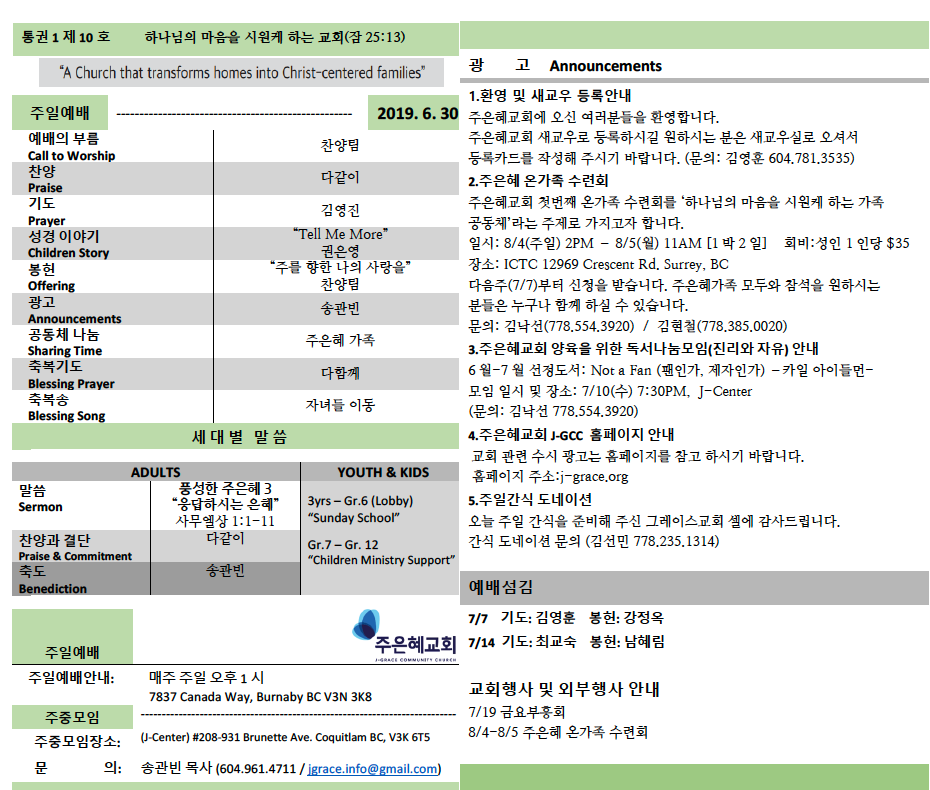 통권 1 제 10 호 하나님의 마음을 시원케 하는 교회(잠 25:13)
“A Church that transforms homes into Christ-centered families”
주일예배 ------------------------------------------------- 2019. 6. 30
예배의 부름
Call to Worship
찬양팀
찬양
Praise
다같이
기도
Prayer
김영진
성경 이야기
Children Story
“Tell Me More”
권은영
봉헌
Offering
“주를 향한 나의 사랑을”
찬양팀
광고
Announcements
송관빈
공동체 나눔
Sharing Time
주은혜 가족
축복기도
Blessing Prayer
다함께
축복송
Blessing Song
자녀들 이동
세대별 말씀
ADULTS
YOUTH & KIDS
말씀
Sermon
풍성한 주은혜 3
“응답하시는 은혜”
사무엘상 1:1-11
찬양과 결단
Praise & Commitment
다같이
축도
Benediction
송관빈
3yrs – Gr.6 (Lobby)
“Sunday School”
Gr.7 – Gr. 12
“Children Ministry Support”
주은혜교회
J-GRACE COMMUNITY CHURCH
주일예배
주일예배안내: 매주 주일 오후 1 시
7837 Canada Way, Burnaby BC V3N 3K8
주중모임 -----------------------------------------------------------------
주중모임장소: (J-Center) #208-931 Brunette Ave. Coquitlam BC, V3K 6T5
문 의: 송관빈 목사 (604.961.4711 / jgrace.info@gmail.com)
광 고 Announcements
1.환영 및 새교우 등록안내
주은혜교회에 오신 여러분들을 환영합니다.
주은혜교회 새교우로 등록하시길 원하시는 분은 새교우실로 오셔서
등록카드를 작성해 주시기 바랍니다. (문의: 김영훈 604.781.3535)
2.주은혜 온가족 수련회
주은혜교회 첫번째 온가족 수련회를 ‘하나님의 마음을 시원케 하는 가족
공동체’라는 주제로 가지고자 합니다.
일시: 8/4(주일) 2PM – 8/5(월) 11AM [1 박 2 일] 회비:성인 1 인당 $35
장소: ICTC 12969 Crescent Rd. Surrey, BC
다음주(7/7)부터 신청을 받습니다. 주은혜가족 모두와 참석을 원하시는
분들은 누구나 함께 하실 수 있습니다.
문의: 김낙선(778.554.3920) / 김현철(778.385.0020)
3.주은혜교회 양육을 위한 독서나눔모임(진리와 자유) 안내
6 월-7 월 선정도서: Not a Fan (팬인가, 제자인가) –카일 아이들먼-
모임 일시 및 장소: 7/10(수) 7:30PM, J-Center
(문의: 김낙선 778.554.3920)
4.주은혜교회 J-GCC 홈페이지 안내
교회 관련 수시 광고는 홈페이지를 참고 하시기 바랍니다.
홈페이지 주소:j-grace.org
5.주일간식 도네이션
오늘 주일 간식을 준비해 주신 그레이스교회 셀에 감사드립니다.
간식 도네이션 문의 (김선민 778.235.1314)
예배섬김
7/7 기도: 김영훈 봉헌: 강정옥
7/14 기도: 최교숙 봉헌: 남혜림
교회행사 및 외부행사 안내
7/19 금요부흥회
8/4-8/5 주은혜 온가족 수련회